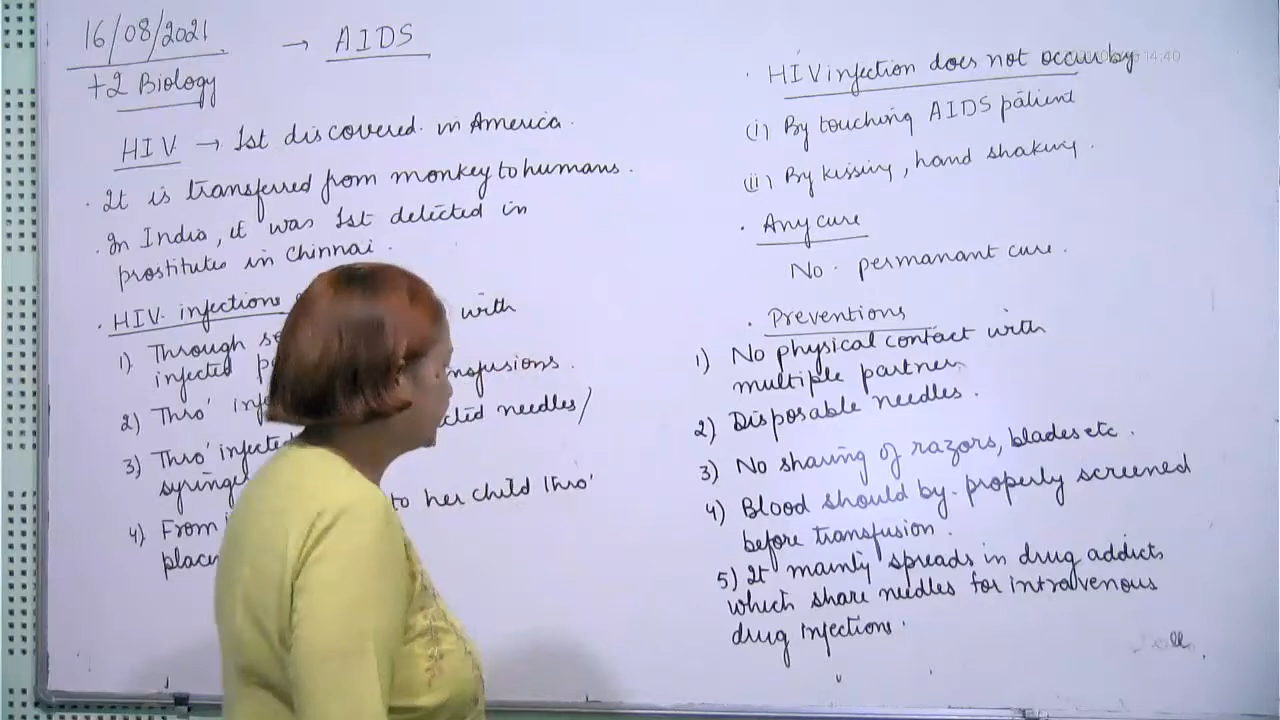 16/08/2021
+2 Biology
→ AIDS
HIV → 1st discovered in America.
. It is transferred from monkey to humans.
. In India, it was 1st detected in
prostitutes in Chinnai.
. HIV infections
with
1) Through
injected
2) Thro'
nsfusions.
3) Thro' infected
cted needles/
syringe
4) From
to her child thro'
placen
. HIV infection does not occur by
14:40
(i) By touching AIDS patient
(ii) By kissing, hand shaking.
. Any cure
No. permanant cure.
. Preventions
1) No physical contact with
multiple partner
2) Disposable needles.
3) No sharing of razors, blades etc.
4) Blood should by. properly screened
before transfusion.
5) It mainly spreads in drug addicts
which share needles for intravenous
drug injections.